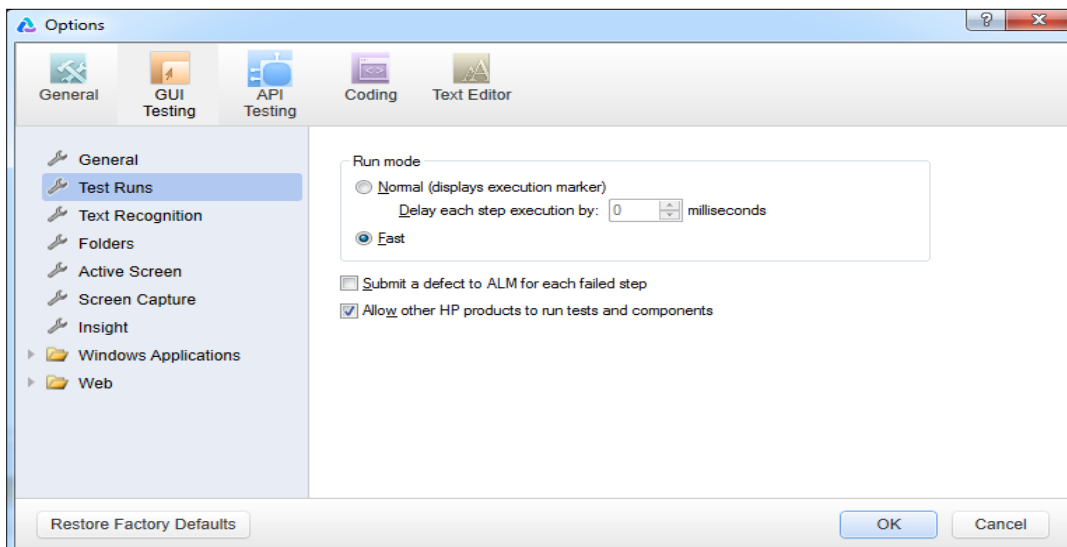 Options
General
GUI
Testing
API
Testing
Coding
Text Editor
General
Test Runs
Text Recognition
Folders
Active Screen
Screen Capture
Insight
Windows Applications
Web
Run mode
Normal (displays execution marker)
Delay each step execution by: 0 milliseconds
Fast
Submit a defect to ALM for each failed step
Allow other HP products to run tests and components
Restore Factory Defaults
OK
Cancel